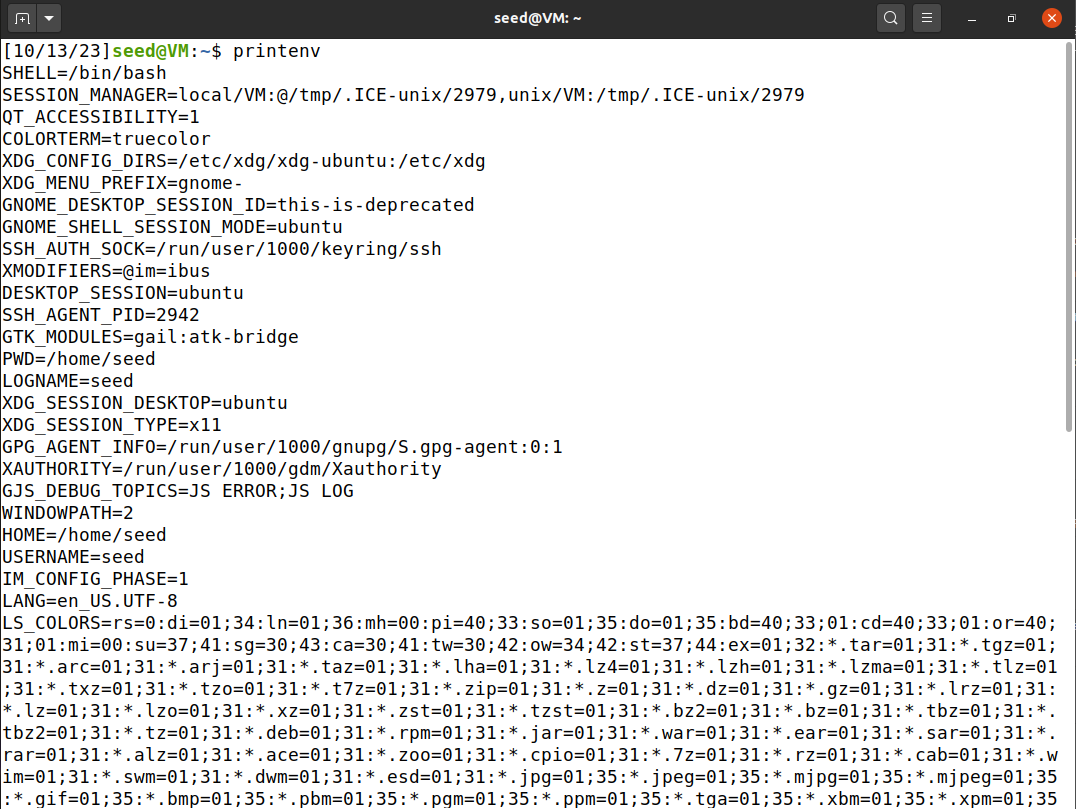 seed@VM: ~
[10/13/23]seed@VM:~$ printenv
SHELL=/bin/bash
SESSION_MANAGER=local/VM:@/tmp/.ICE-unix/2979,unix/VM:/tmp/.ICE-unix/2979
QT_ACCESSIBILITY=1
COLORTERM=truecolor
XDG_CONFIG_DIRS=/etc/xdg/xdg-ubuntu:/etc/xdg
XDG_MENU_PREFIX=gnome-
GNOME_DESKTOP_SESSION_ID=this-is-deprecated
GNOME_SHELL_SESSION_MODE=ubuntu
SSH_AUTH_SOCK=/run/user/1000/keyring/ssh
XMODIFIERS=@im=ibus
DESKTOP_SESSION=ubuntu
SSH_AGENT_PID=2942
GTK_MODULES=gail:atk-bridge
PWD=/home/seed
LOGNAME=seed
XDG_SESSION_DESKTOP=ubuntu
XDG_SESSION_TYPE=x11
GPG_AGENT_INFO=/run/user/1000/gnupg/S.gpg-agent:0:1
XAUTHORITY=/run/user/1000/gdm/Xauthority
GJS_DEBUG_TOPICS=JS ERROR;JS LOG
WINDOWPATH=2
HOME=/home/seed
USERNAME=seed
IM_CONFIG_PHASE=1
LANG=en_US.UTF-8
LS_COLORS=rs=0:di=01;34:ln=01;36:mh=00:pi=40;33:so=01;35:do=01;35:bd=40;33;01:cd=40;33;01:or=40;
31;01:mi=00:su=37;41:sg=30;43:ca=30;41:tw=30;42:ow=34;42:st=37;44:ex=01;32:*.tar=01;31:*.tgz=01;
31:*.arc=01;31:*.arj=01;31:*.taz=01;31:*.lha=01;31:*.lz4=01;31:*.lzh=01;31:*.lzma=01;31:*.tlz=01
;31:*.txz=01;31:*.tzo=01;31:*.t7z=01;31:*.zip=01;31:*.z=01;31:*.dz=01;31:*.gz=01;31:*.lrz=01;31:
*.lz=01;31:*.lzo=01;31:*.xz=01;31:*.zst=01;31:*.tzst=01;31:*.bz2=01;31:*.bz=01;31:*.tbz=01;31:*.
tbz2=01;31:*.tz=01;31:*.deb=01;31:*.rpm=01;31:*.jar=01;31:*.war=01;31:*.ear=01;31:*.sar=01;31:*.
rar=01;31:*.alz=01;31:*.ace=01;31:*.zoo=01;31:*.cpio=01;31:*.7z=01;31:*.rz=01;31:*.cab=01;31:*.w
im=01;31:*.swm=01;31:*.dwm=01;31:*.esd=01;31:*.jpg=01;35:*.jpeg=01;35:*.mjpg=01;35:*.mjpeg=01;35
:*.gif=01;35:*.bmp=01;35:*.pbm=01;35:*.pgm=01;35:*.ppm=01;35:*.tga=01;35:*.xbm=01;35:*.xpm=01;35